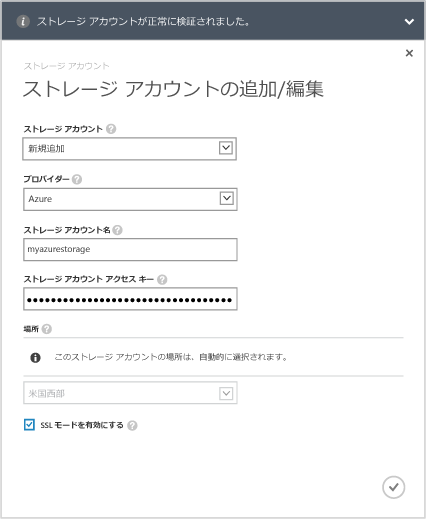 ストレージ アカウントが正常に検証されました。
ストレージ アカウント
ストレージ アカウントの追加/編集
ストレージ アカウント
新規追加
プロバイダー
Azure
ストレージ アカウント名
myazurestorage
ストレージ アカウント アクセス キー
場所
このストレージ アカウントの場所は、自動的に選択されます。
米国西部
SSL モードを有効にする